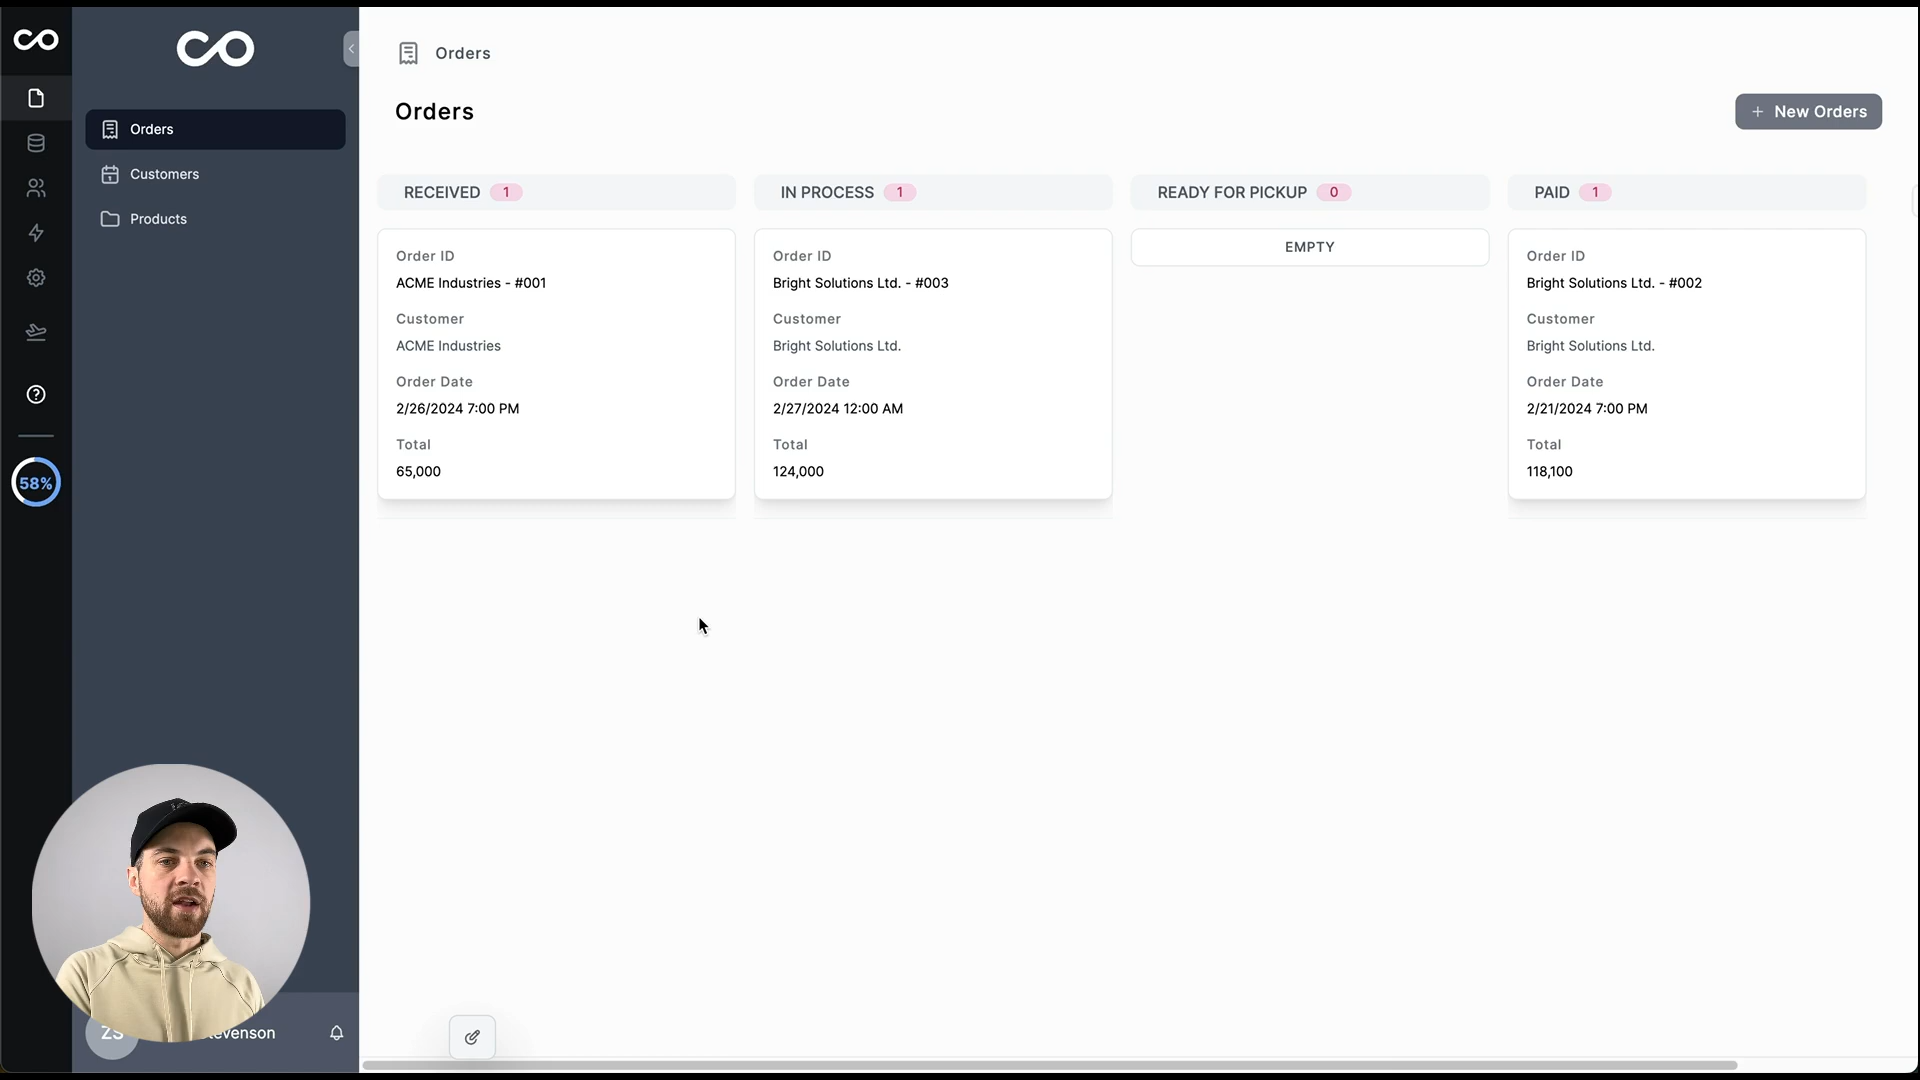 Orders
Customers
Products
58%
ZS
evenson
Orders
Orders
+ New Orders
RECEIVED 1
Order ID
ACME Industries - #001
Customer
ACME Industries
Order Date
2/26/2024 7:00 PM
Total
65,000
IN PROCESS 1
Order ID
Bright Solutions Ltd. - #003
Customer
Bright Solutions Ltd.
Order Date
2/27/2024 12:00 AM
Total
124,000
READY FOR PICKUP 0
EMPTY
PAID 1
Order ID
Bright Solutions Ltd. - #002
Customer
Bright Solutions Ltd.
Order Date
2/21/2024 7:00 PM
Total
118,100